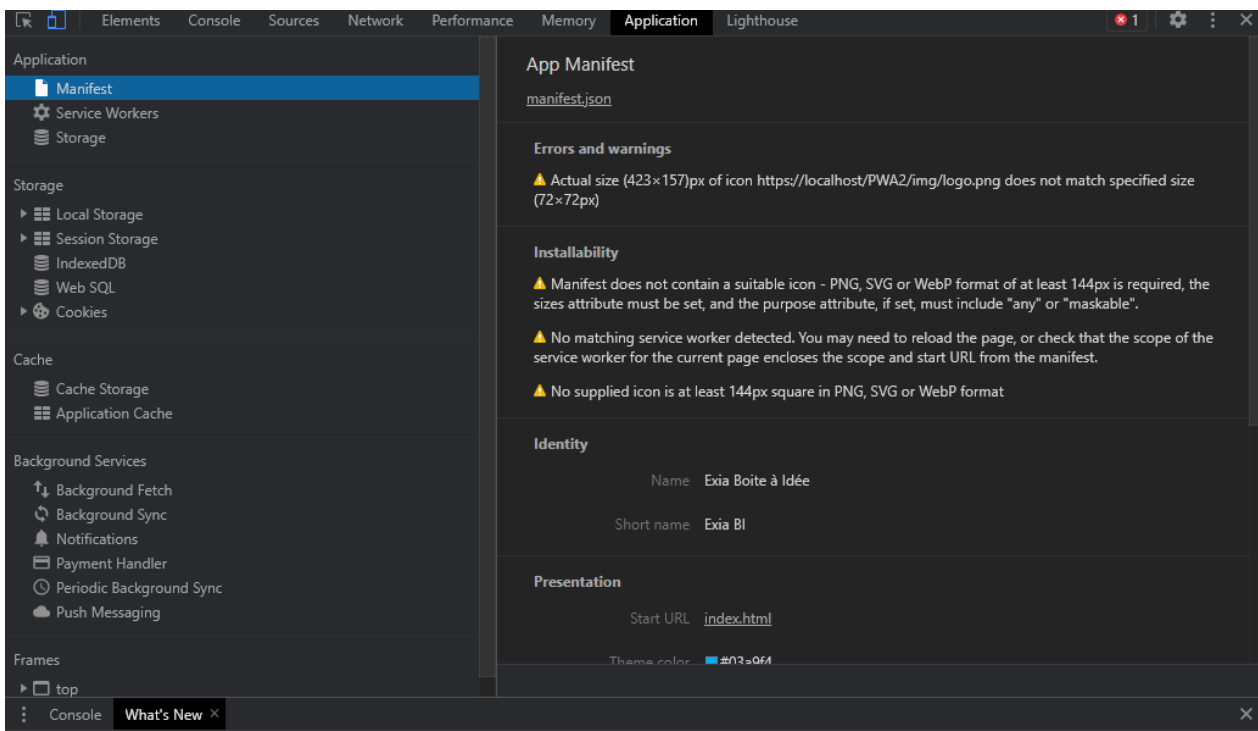 Elements Console Sources Network Performance Memory Application Lighthouse 1
Application
Manifest
Service Workers
Storage
Storage
Local Storage
Session Storage
IndexedDB
Web SQL
Cookies
Cache
Cache Storage
Application Cache
Background Services
Background Fetch
Background Sync
Notifications
Payment Handler
Periodic Background Sync
Push Messaging
Frames
top
App Manifest
manifest.json
Errors and warnings
Actual size (423×157)px of icon https://localhost/PWA2/img/logo.png does not match specified size
(72×72px)
Installability
Manifest does not contain a suitable icon - PNG, SVG or WebP format of at least 144px is required, the
sizes attribute must be set, and the purpose attribute, if set, must include "any" or "maskable".
No matching service worker detected. You may need to reload the page, or check that the scope of the
service worker for the current page encloses the scope and start URL from the manifest.
No supplied icon is at least 144px square in PNG, SVG or WebP format
Identity
Name Exia Boite à Idée
Short name Exia BI
Presentation
Start URL index.html
Theme color #03a9f4
Console What's New ×